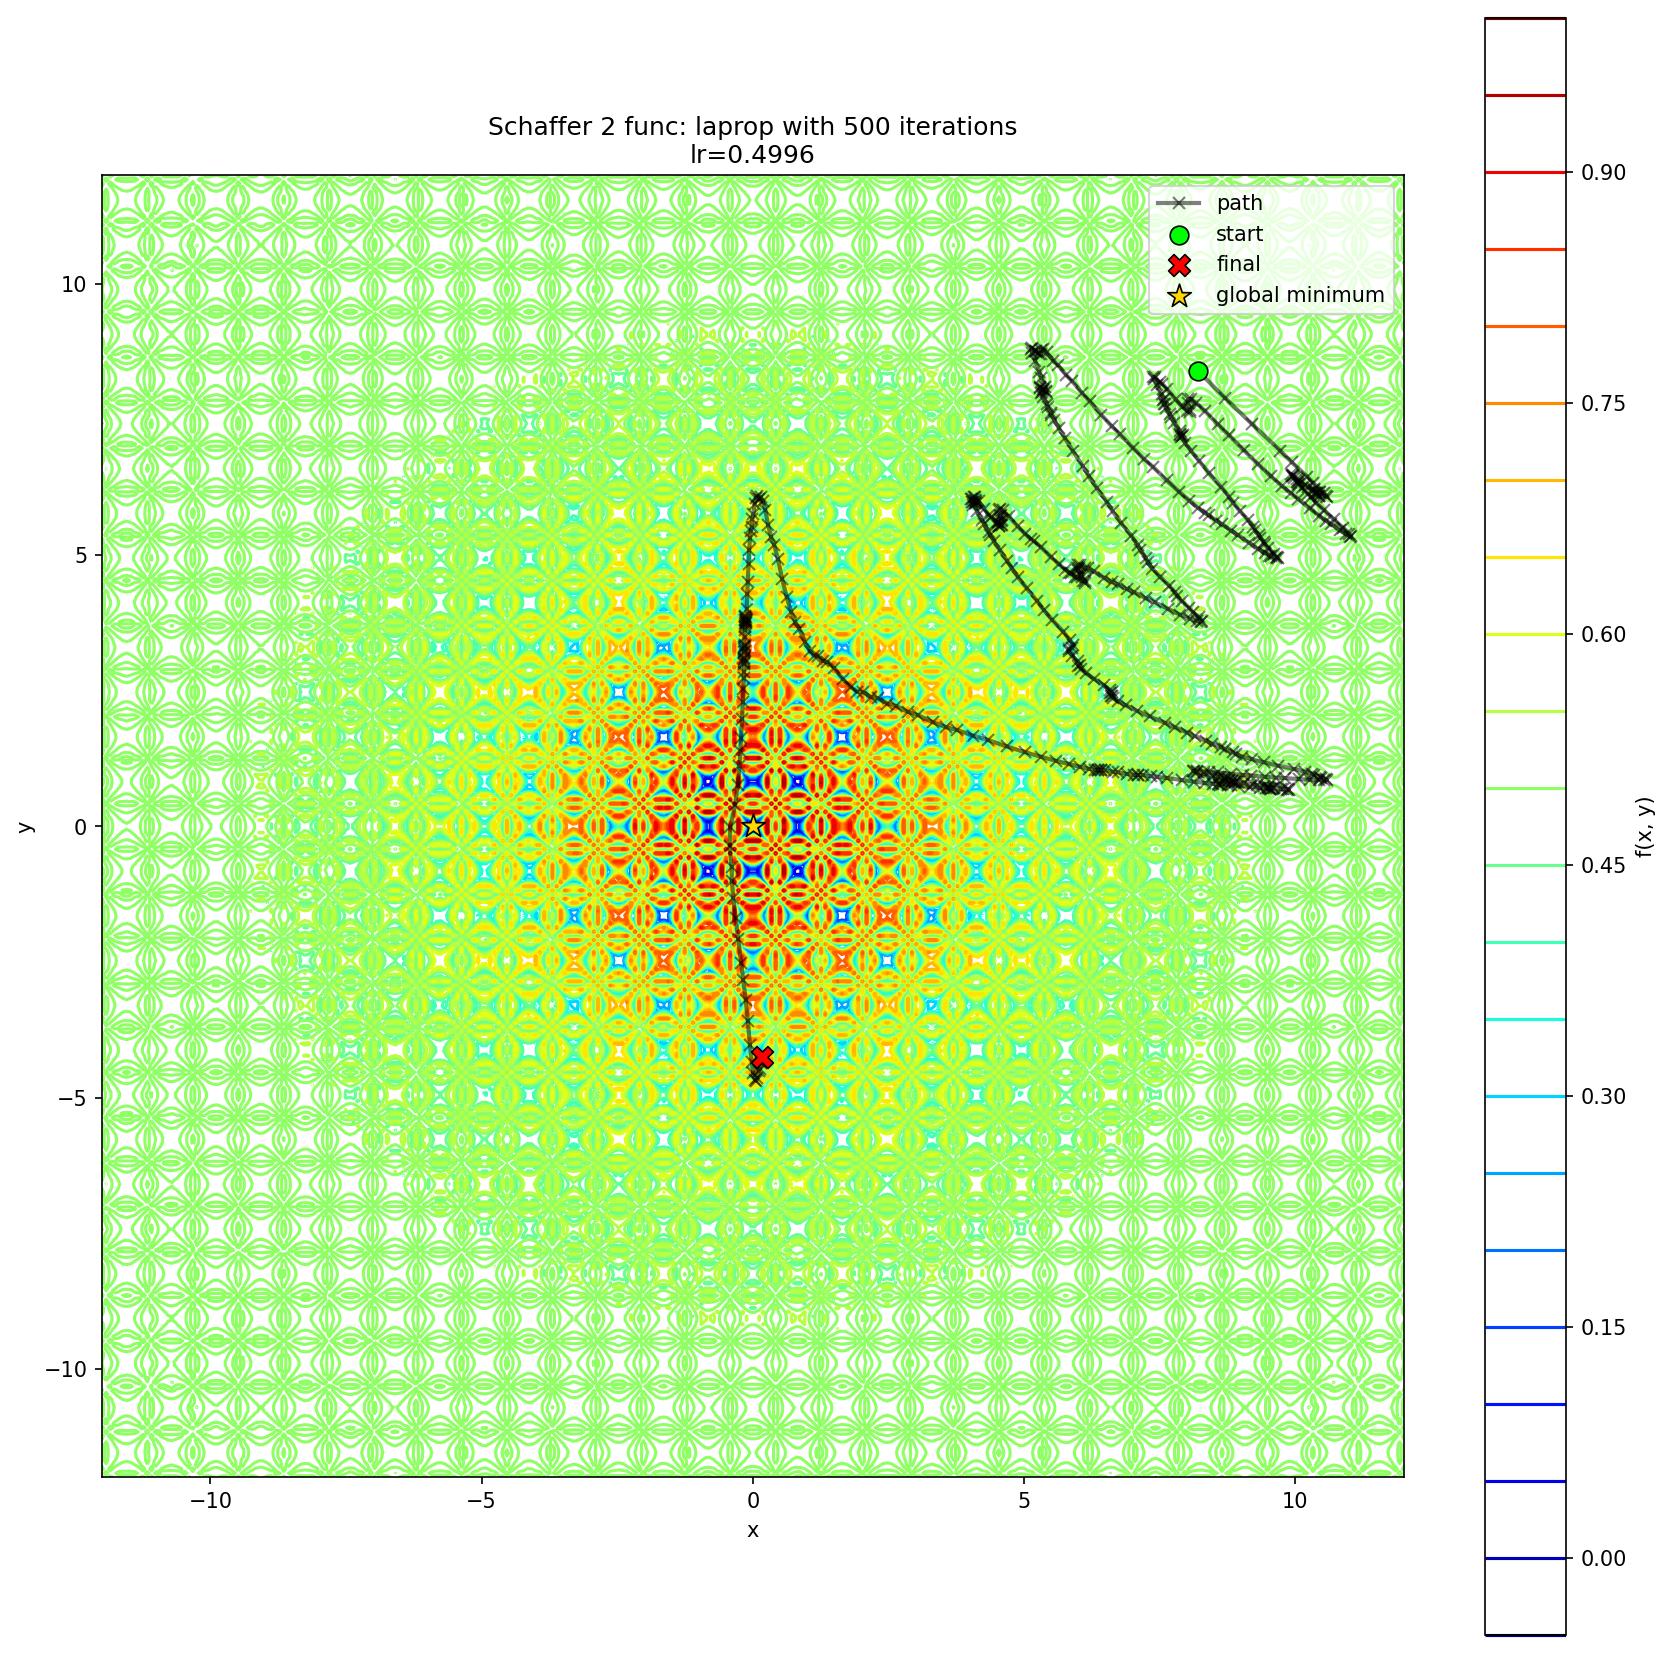 Schaffer 2 func: laprop with 500 iterations
lr=0.4996
path
start
final
global minimum
10
5
0
−5
−10
y
−10
−5
0
5
10
x
0.90
0.75
0.60
0.45
0.30
0.15
0.00
f(x, y)